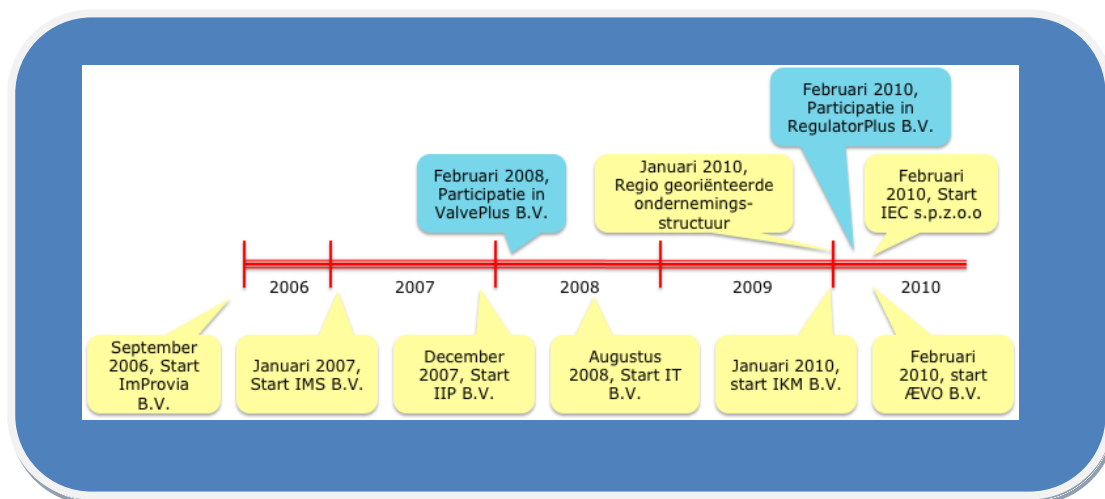 Februari 2010,
Participatie in
RegulatorPlus B.V.
Februari 2008,
Participatie in
ValvePlus B.V.
Januari 2010,
Regio georiënteerde
ondernemings-
structuur
Februari
2010, Start
IEC s.p.z.o.o
2006
2007
2008
2009
2010
September
2006, Start
ImProvia
B.V.
Januari 2007,
Start IMS B.V.
December
2007, Start
IIP B.V.
Augustus
2008, Start IT
B.V.
Januari 2010,
start IKM B.V.
Februari
2010, start
ÆVO B.V.